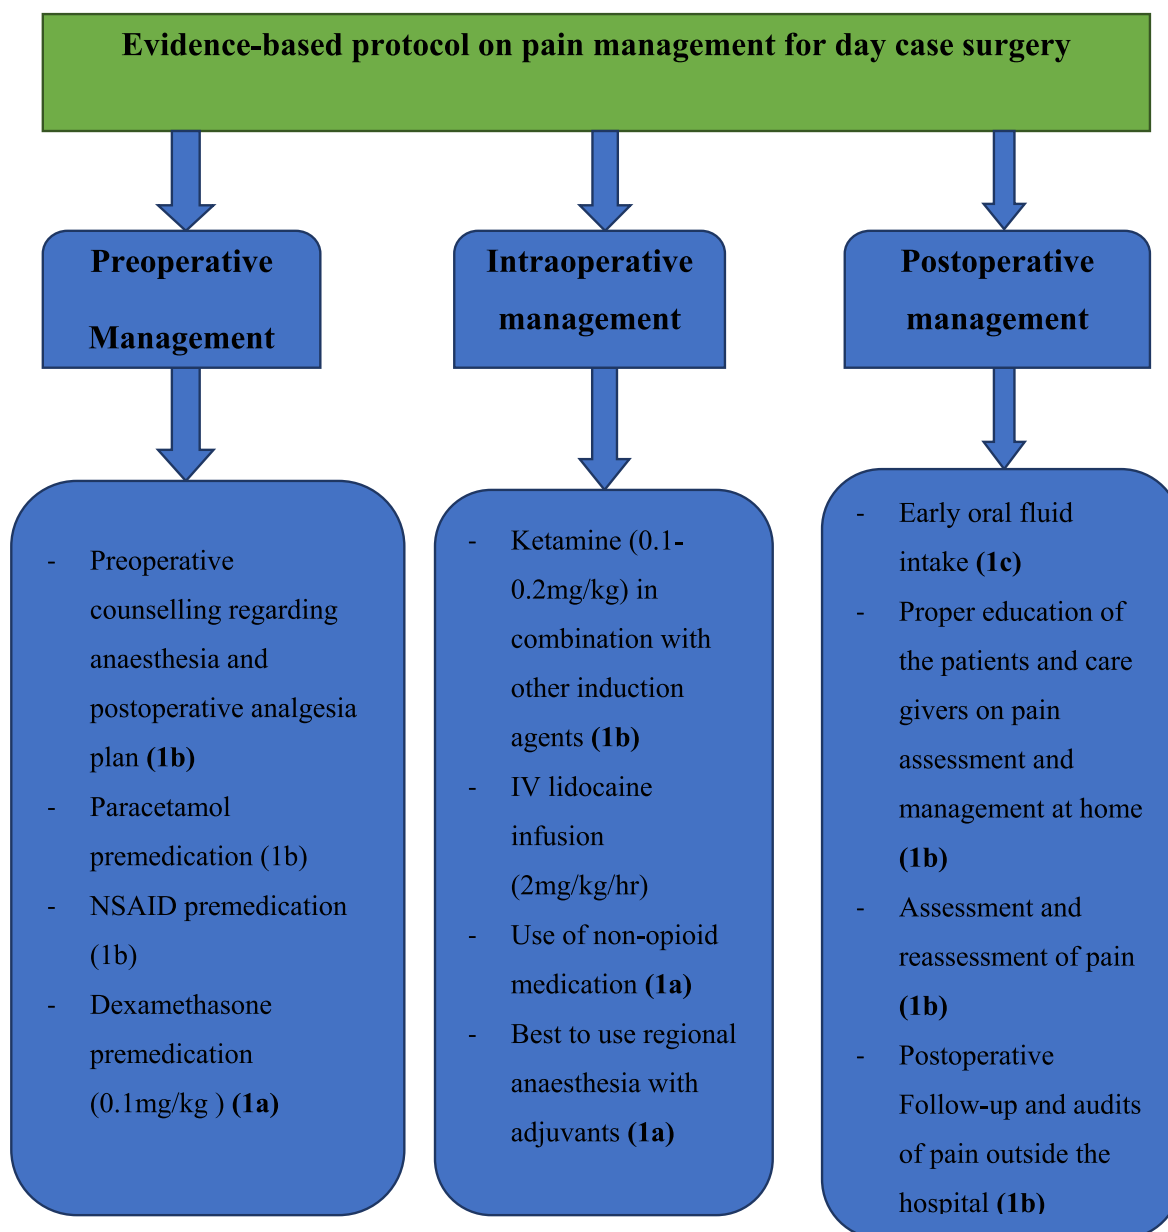 Evidence-based protocol on pain management for day case surgery
Preoperative
Management
- Preoperative
counselling regarding
anaesthesia and
postoperative analgesia
plan (1b)
- Paracetamol
premedication (1b)
- NSAID premedication
(1b)
- Dexamethasone
premedication
(0.1mg/kg ) (1a)
Intraoperative
management
- Ketamine (0.1-
0.2mg/kg) in
combination with
other induction
agents (1b)
- IV lidocaine
infusion
(2mg/kg/hr)
- Use of non-opioid
medication (1a)
- Best to use regional
anaesthesia with
adjuvants (1a)
Postoperative
management
- Early oral fluid
intake (1c)
- Proper education of
the patients and care
givers on pain
assessment and
management at home
(1b)
- Assessment and
reassessment of pain
(1b)
- Postoperative
Follow-up and audits
of pain outside the
hospital (1b)